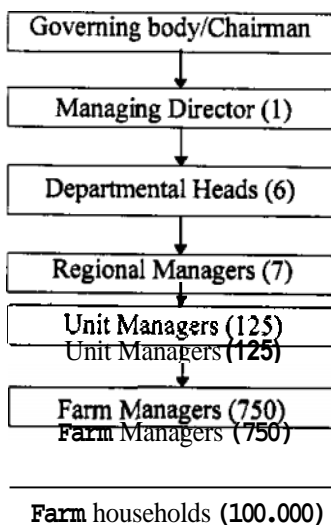 Governing body/Chairman
Managing Director (1)
Departmental Heads (6)
Regional Managers (7)
Unit Managers (125)
Unit Managers (125)
Farm Managers (750)
Farm Managers (750)
Farm households (100.000)